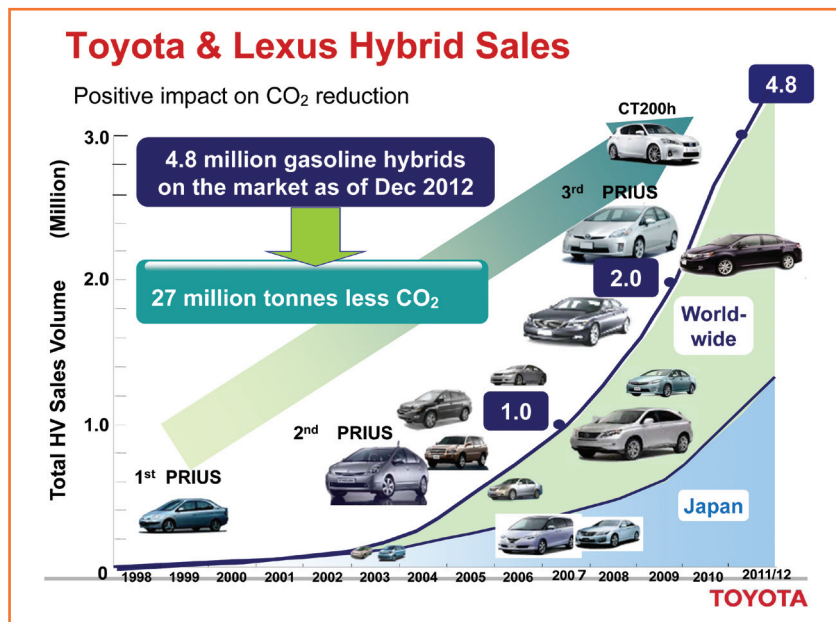 Toyota & Lexus Hybrid Sales
Positive impact on CO₂ reduction
4.8
CT200h
3.0
4.8 million gasoline hybrids
on the market as of Dec 2012
3rd PRIUS
27 million tonnes less CO₂
2.0
2.0
World-
wide
1.0
1.0
2nd PRIUS
1st PRIUS
Japan
0
Total HV Sales Volume (Million)
1998 1999 2000 2001 2002 2003 2004 2005 2006 2007 2008 2009 2010 2011/12
TOYOTA